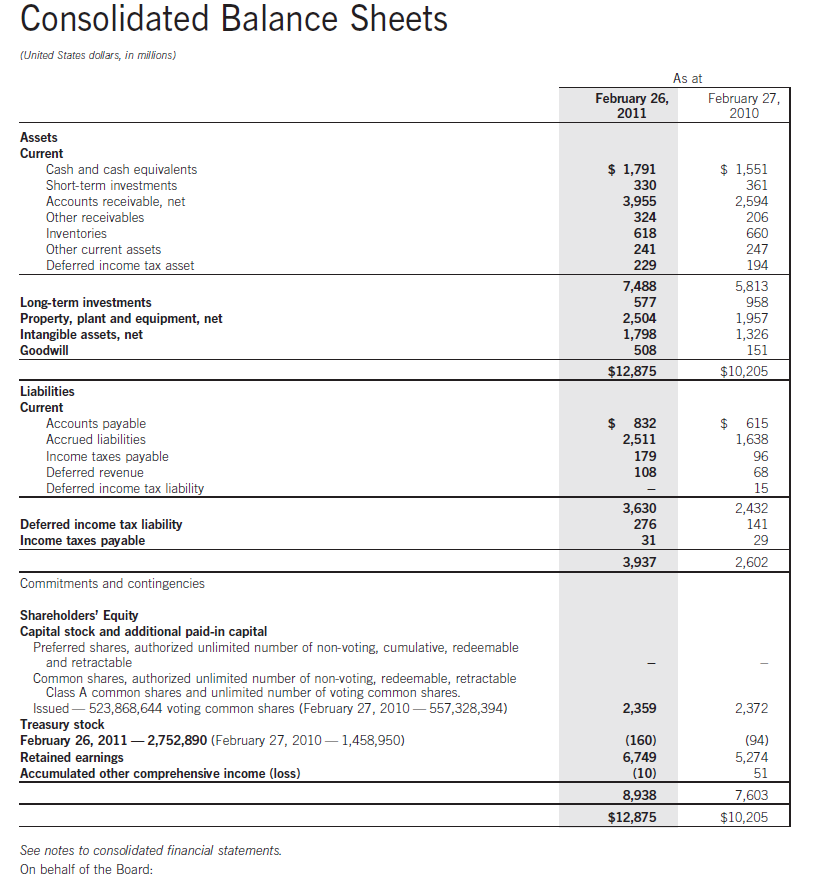 Consolidated Balance Sheets
(United States dollars, in millions)
As at
February 26, February 27,
2011 2010
Assets
Current
Cash and cash equivalents $ 1,791 $ 1,551
Short-term investments 330 361
Accounts receivable, net 3,955 2,594
Other receivables 324 206
Inventories 618 660
Other current assets 241 247
Deferred income tax asset 229 194
7,488 5,813
Long-term investments 577 958
Property, plant and equipment, net 2,504 1,957
Intangible assets, net 1,798 1,326
Goodwill 508 151
$12,875 $10,205
Liabilities
Current
Accounts payable $ 832 $ 615
Accrued liabilities 2,511 1,638
Income taxes payable 179 96
Deferred revenue 108 68
Deferred income tax liability – 15
3,630 2,432
Deferred income tax liability 276 141
Income taxes payable 31 29
3,937 2,602
Commitments and contingencies
Shareholders' Equity
Capital stock and additional paid-in capital
Preferred shares, authorized unlimited number of non-voting, cumulative, redeemable
and retractable – –
Common shares, authorized unlimited number of non-voting, redeemable, retractable
Class A common shares and unlimited number of voting common shares.
Issued — 523,868,644 voting common shares (February 27, 2010 — 557,328,394) 2,359 2,372
Treasury stock
February 26, 2011 — 2,752,890 (February 27, 2010 — 1,458,950) (160) (94)
Retained earnings 6,749 5,274
Accumulated other comprehensive income (loss) (10) 51
8,938 7,603
$12,875 $10,205
See notes to consolidated financial statements.
On behalf of the Board: